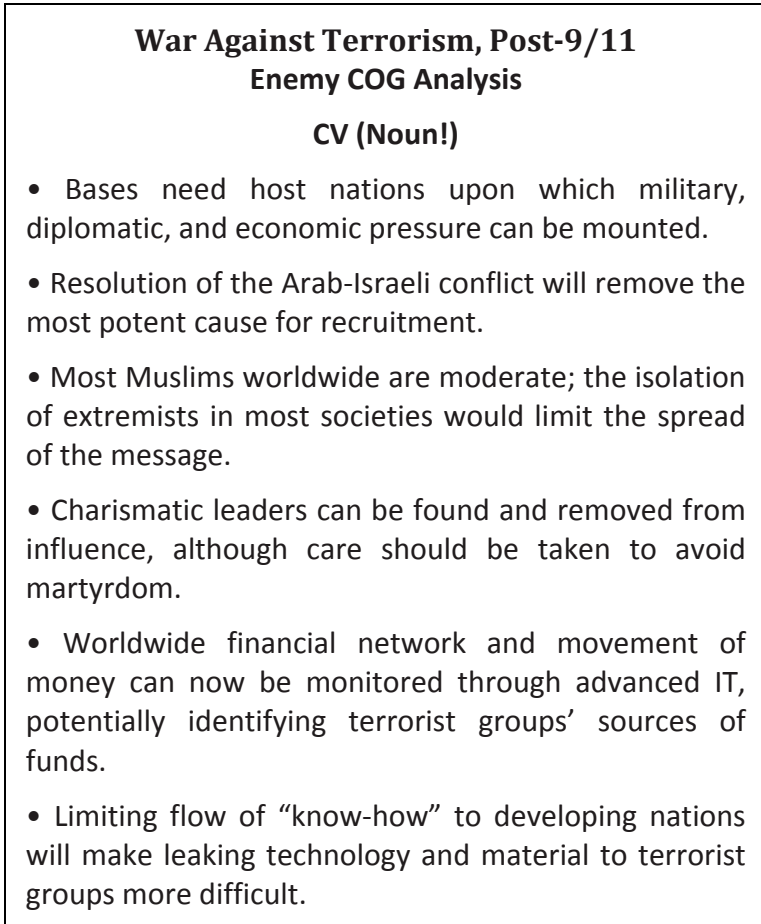 War Against Terrorism, Post-9/11
Enemy COG Analysis
CV (Noun!)
• Bases need host nations upon which military,
diplomatic, and economic pressure can be mounted.
• Resolution of the Arab-Israeli conflict will remove the
most potent cause for recruitment.
• Most Muslims worldwide are moderate; the isolation
of extremists in most societies would limit the spread
of the message.
• Charismatic leaders can be found and removed from
influence, although care should be taken to avoid
martyrdom.
• Worldwide financial network and movement of
money can now be monitored through advanced IT,
potentially identifying terrorist groups’ sources of
funds.
• Limiting flow of “know-how” to developing nations
will make leaking technology and material to terrorist
groups more difficult.